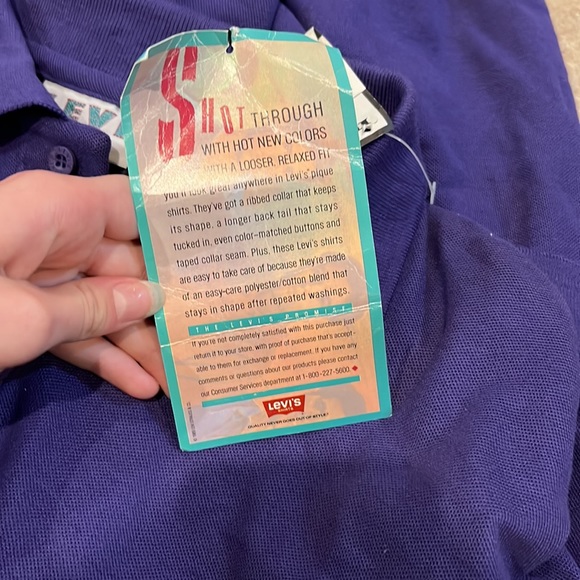 LEVI
SHOT THROUGH
WITH HOT NEW COLORS
WITH A LOOSER, RELAXED FIT
you'll look great anywhere in Levi's pique
shirts. They've got a ribbed collar that keeps
its shape, a longer back tail that stays
tucked in, even color-matched buttons and
taped collar seam. Plus, these Levi's shirts
are easy to take care of because they're made
of an easy-care polyester/cotton blend that
stays in shape after repeated washings.
THE LEVI'S PROMISE
If you're not completely satisfied with this purchase just
return it to your store, with proof of purchase that's accept-
able to them for exchange or replacement. If you have any
comments or questions about our products please contact
our Consumer Services department at 1-800-227-5600.
LEVI'S
QUALITY NEVER GOES OUT OF STYLE